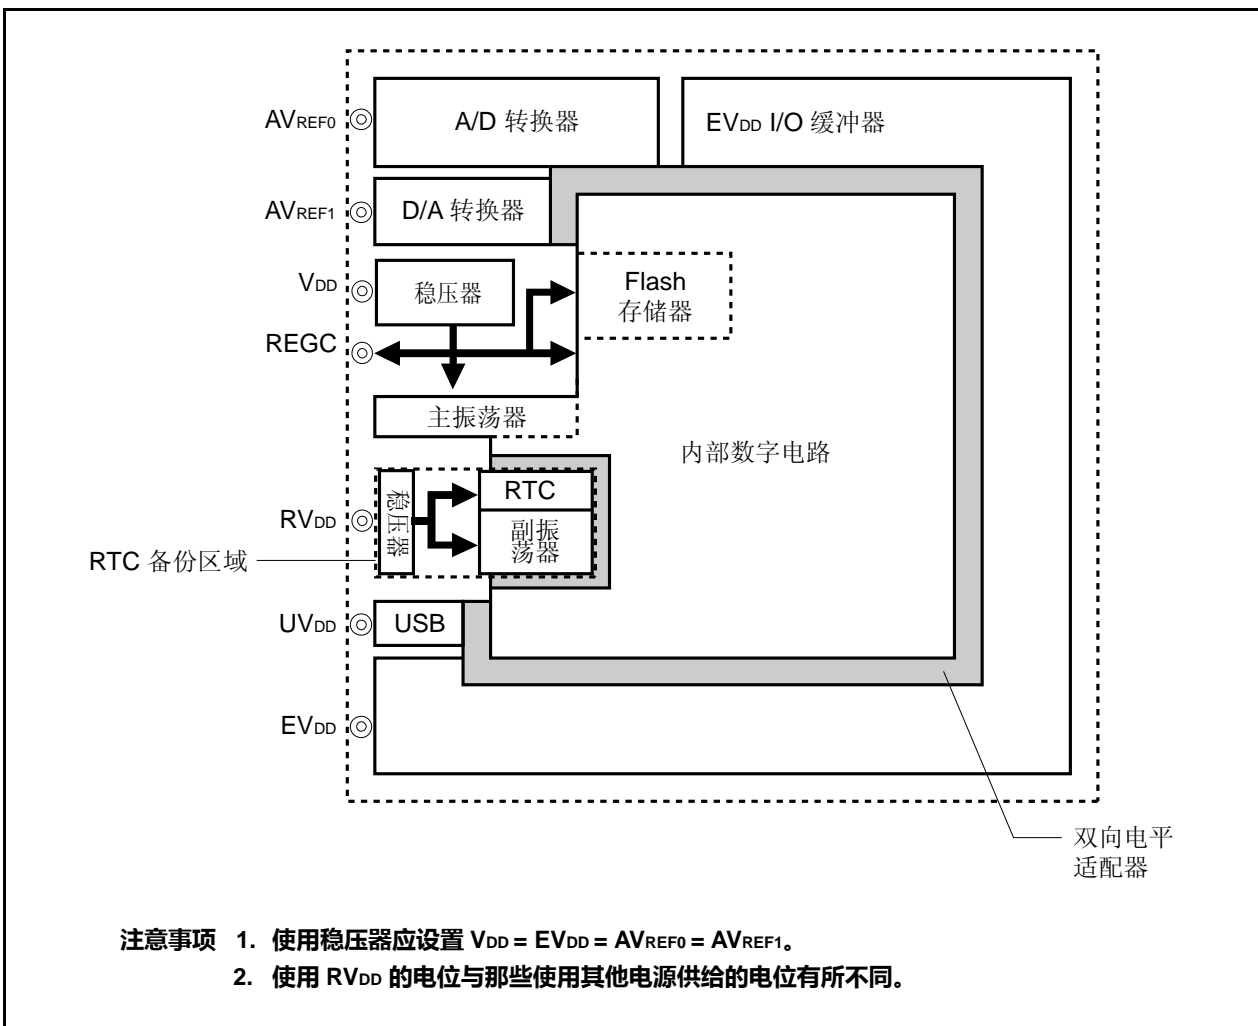 AVREF0
A/D 转换器
EVDD I/O 缓冲器
AVREF1
D/A 转换器
VDD
稳压器
Flash
存储器
REGC
主振荡器
内部数字电路
稳压器
RTC
RVDD
副振
荡器
RTC 备份区域
UVDD
USB
EVDD
双向电平
适配器
注意事项 1. 使用稳压器应设置 VDD = EVDD = AVREF0 = AVREF1。
2. 使用 RVDD 的电位与那些使用其他电源供给的电位有所不同。